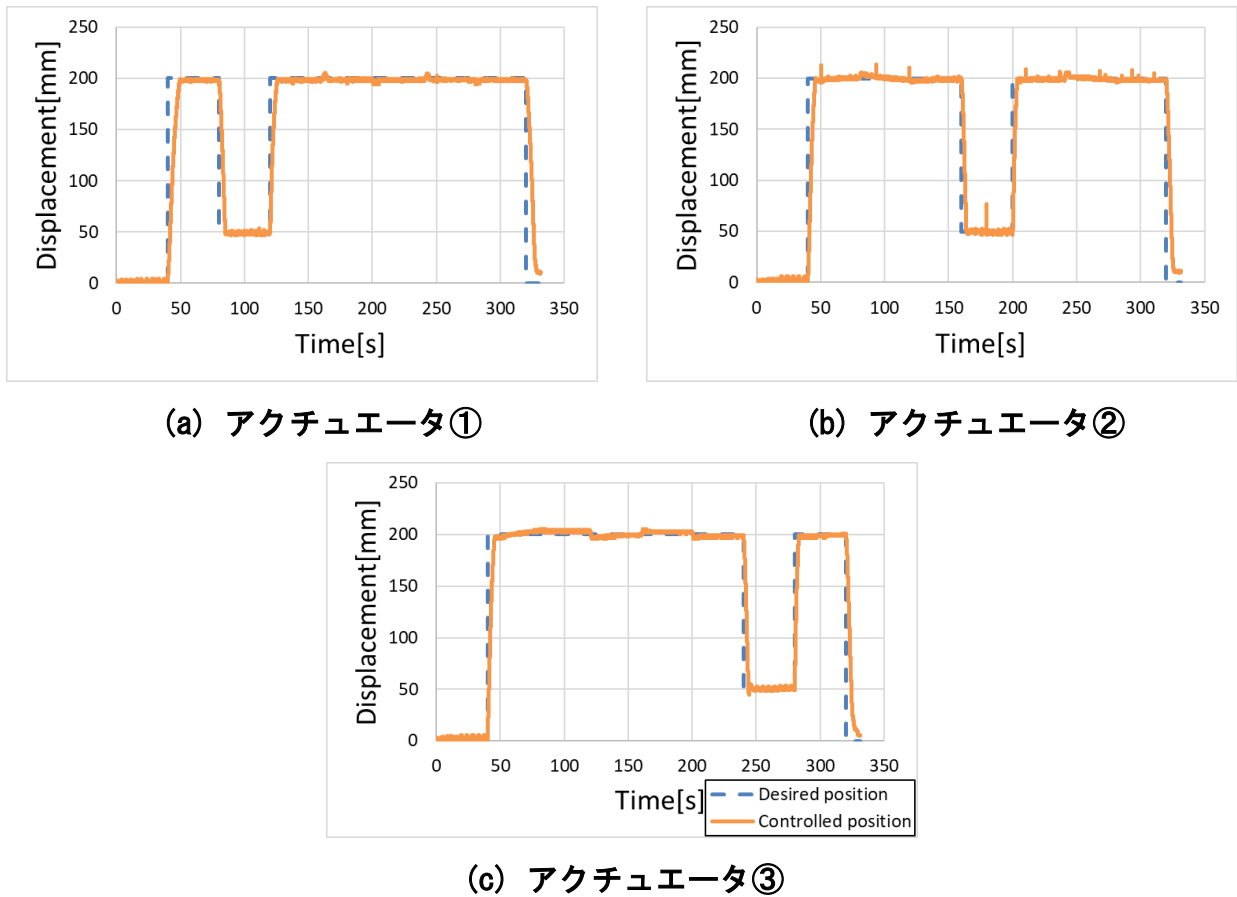 250
200
150
100
50
0
Displacement[mm]
0 50 100 150 200 250 300 350
Time[s]
(a) アクチュエータ①
250
200
150
100
50
0
Displacement[mm]
0 50 100 150 200 250 300 350
Time[s]
(b) アクチュエータ②
250
200
150
100
50
0
Displacement[mm]
0 50 100 150 200 250 300 350
Time[s]
Desired position
Controlled position
(c) アクチュエータ③